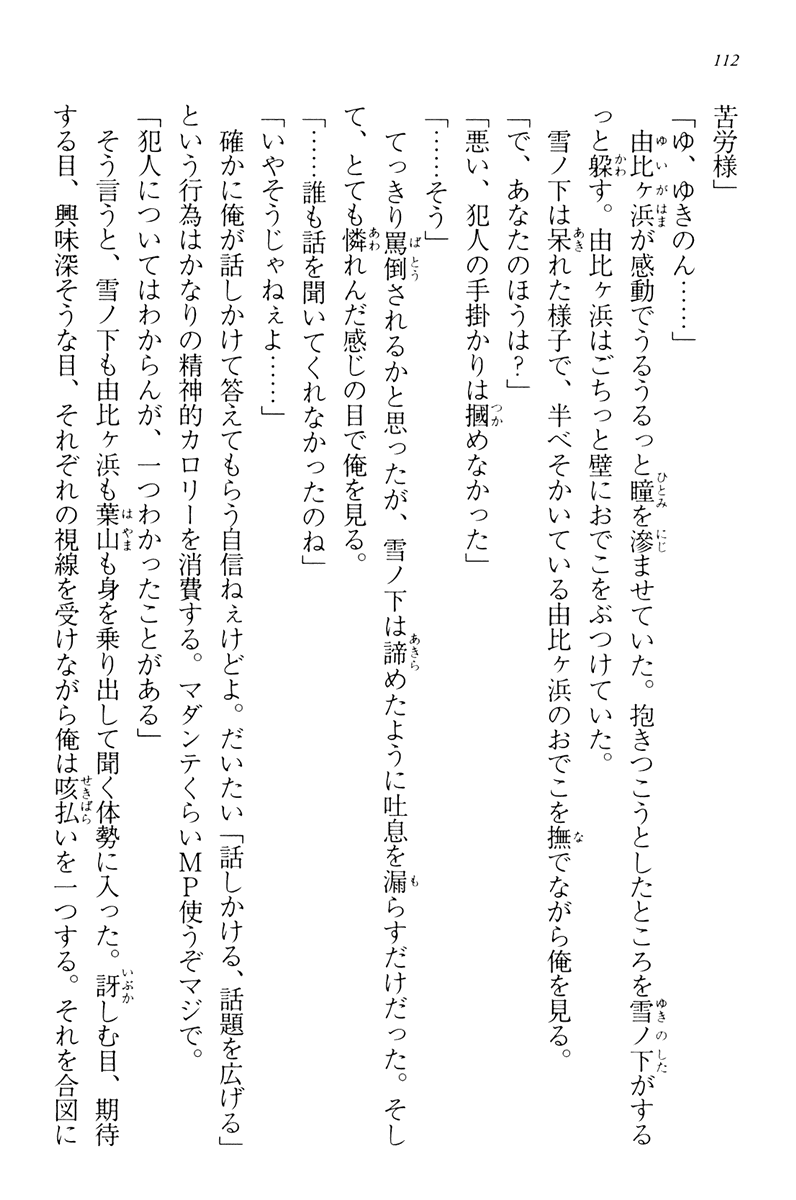 112
苦労様」
「ゆ、ゆきのん……」
　由比ヶ浜が感動でうるうるっと瞳を滲ませていた。抱きつこうとしたところを雪ノ下がする
っと躱す。由比ヶ浜はごちっと壁におでこをぶつけていた。
　雪ノ下は呆れた様子で、半べそかいている由比ヶ浜のおでこを撫でながら俺を見る。
「で、あなたのほうは？」
「悪い、犯人の手掛かりは摑めなかった」
「……そう」
　てっきり罵倒されるかと思ったが、雪ノ下は諦めたように吐息を漏らすだけだった。そし
て、とても憐れんだ感じの目で俺を見る。
「……誰も話を聞いてくれなかったのね」
「いやそうじゃねぇよ……」
　確かに俺が話しかけて答えてもらう自信ねぇけどよ。だいたい「話しかける、話題を広げる」
という行為はかなりの精神的カロリーを消費する。マダンテくらいＭＰ使うぞマジで。
「犯人についてはわからんが、一つわかったことがある」
　そう言うと、雪ノ下も由比ヶ浜も葉山も身を乗り出して聞く体勢に入った。訝しむ目、期待
する目、興味深そうな目、それぞれの視線を受けながら俺は咳払いを一つする。それを合図に